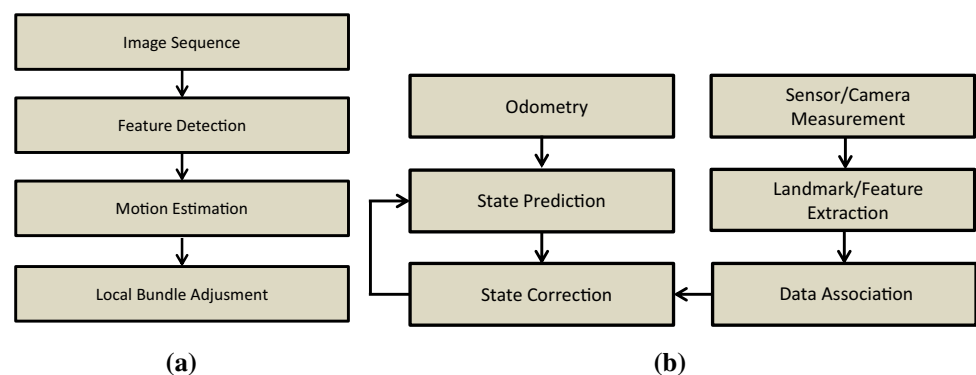 Image Sequence
Feature Detection
Motion Estimation
Local Bundle Adjusment
(a)
Odometry
State Prediction
State Correction
Sensor/Camera
Measurement
Landmark/Feature
Extraction
Data Association
(b)